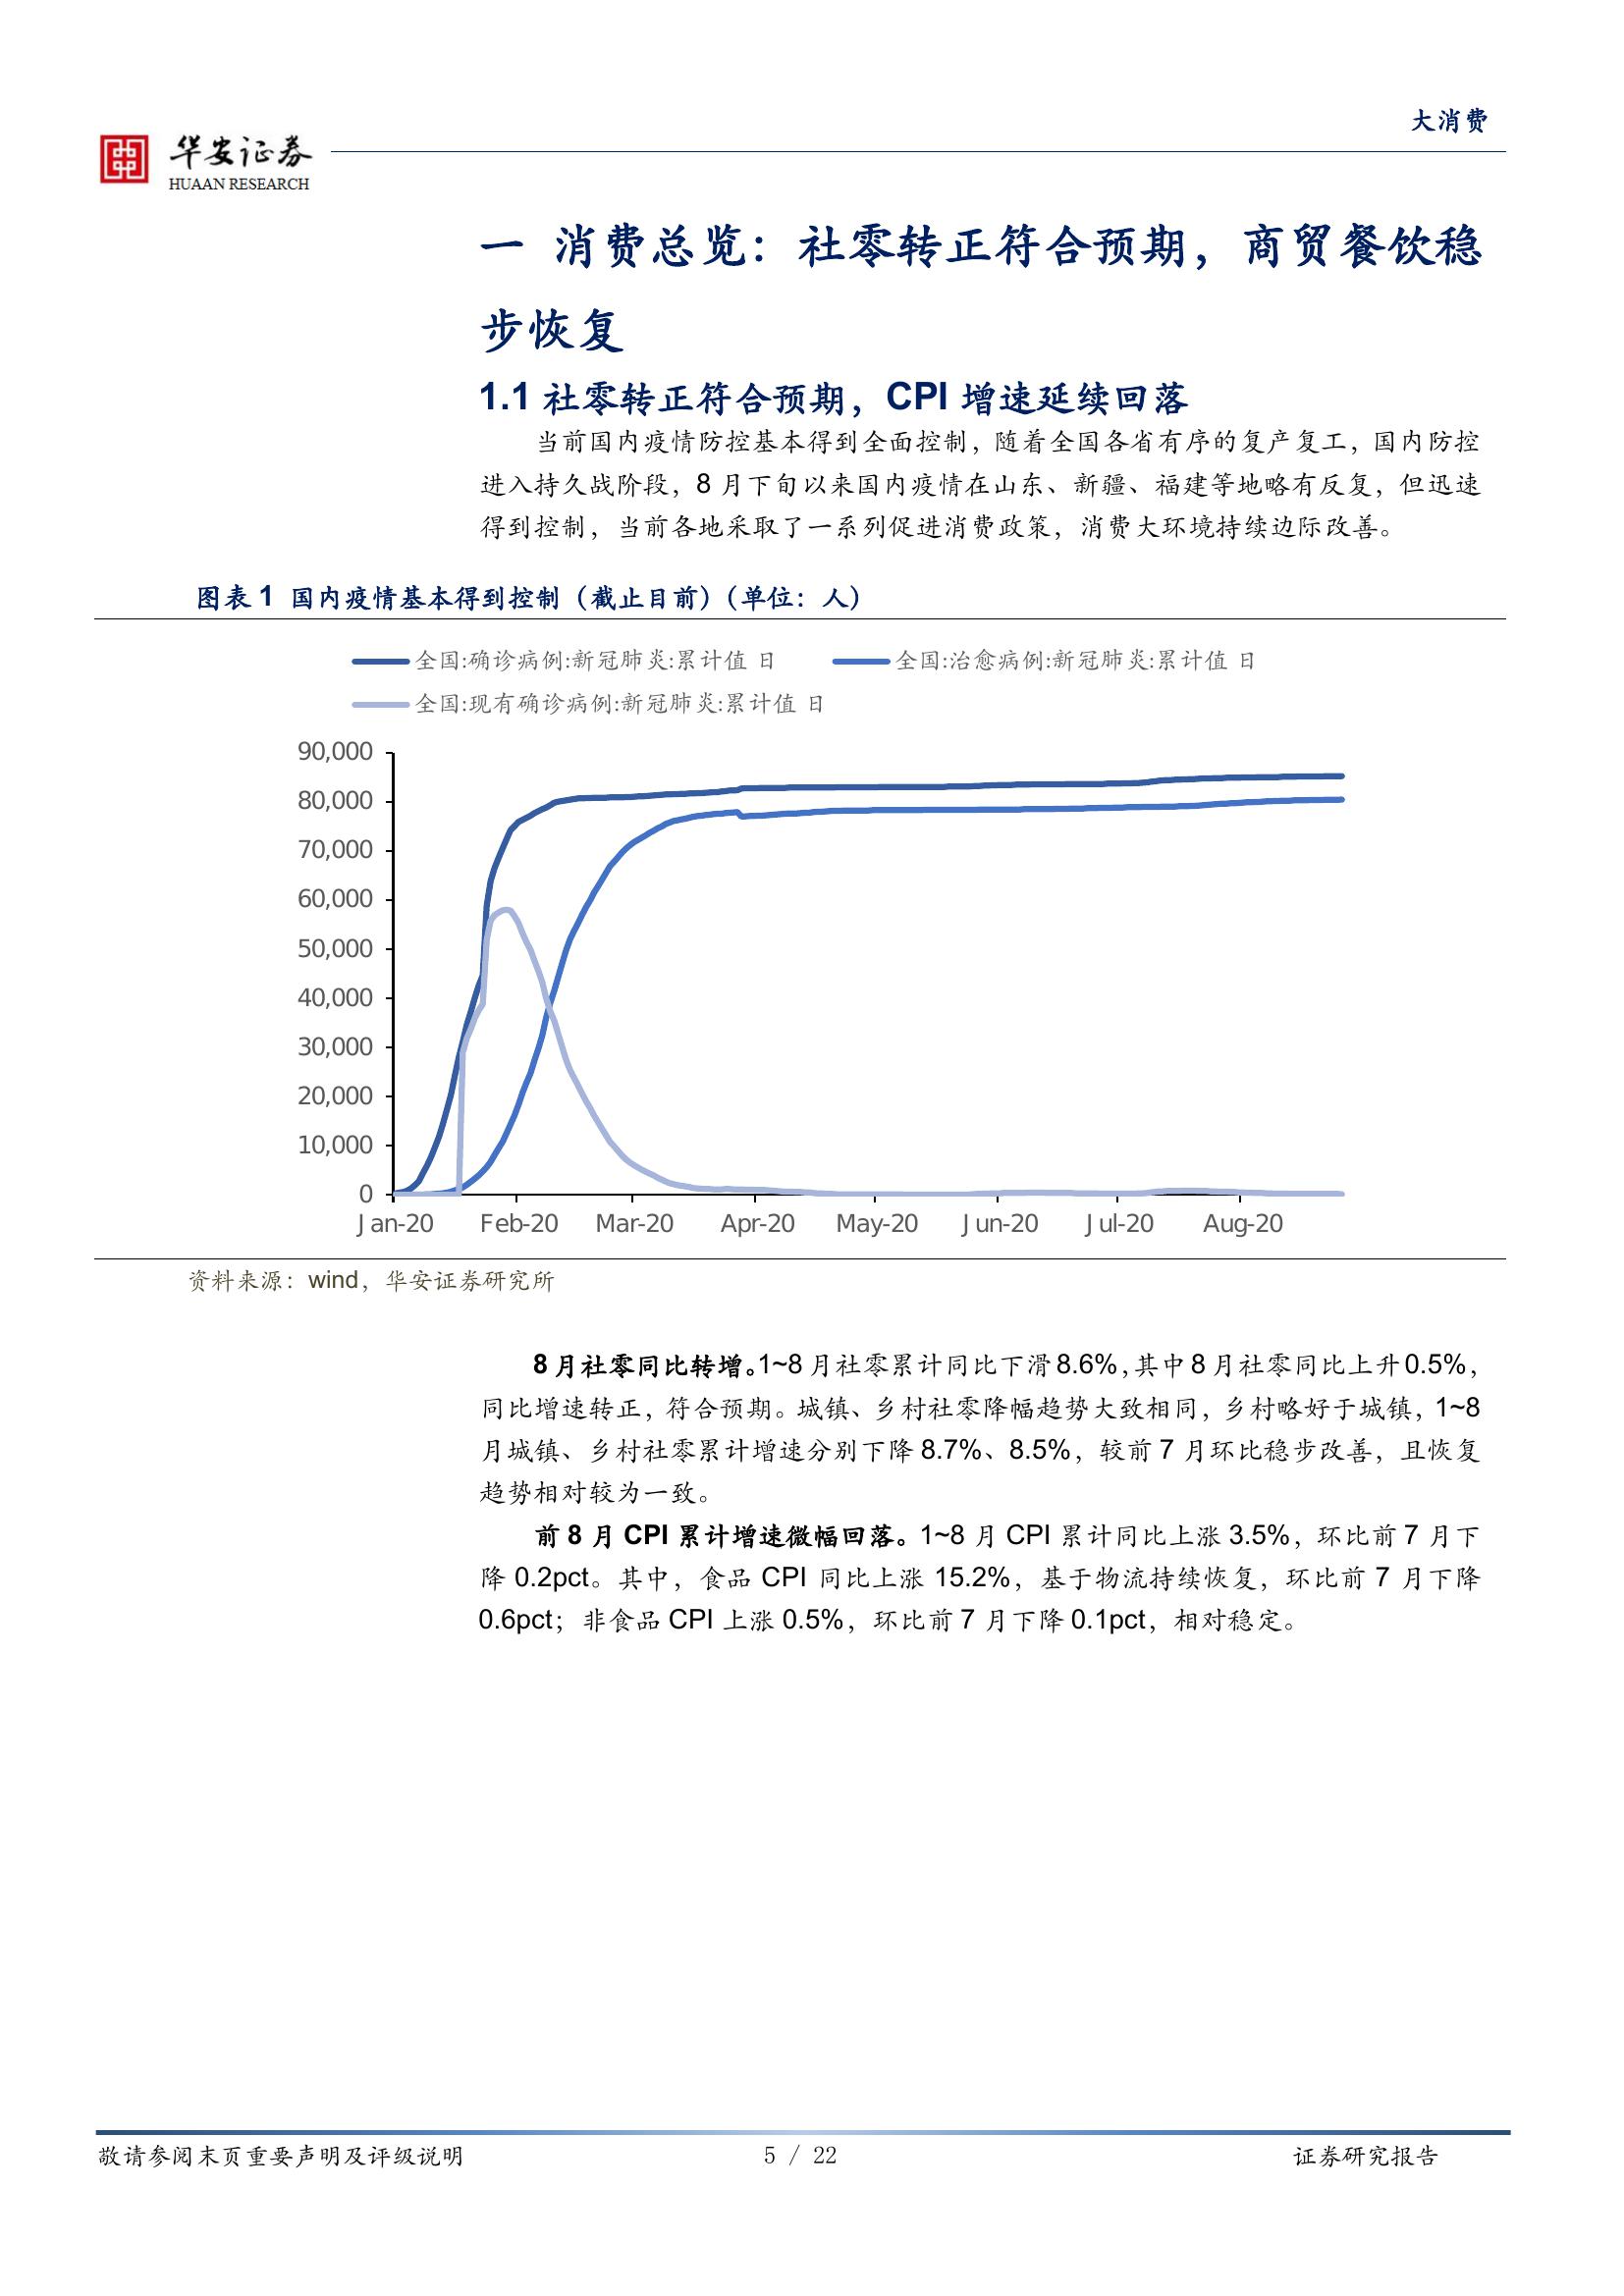 大消费
华安证券
HUAAN RESEARCH
一 消费总览：社零转正符合预期，商贸餐饮稳
步恢复
1.1 社零转正符合预期，CPI 增速延续回落
当前国内疫情防控基本得到全面控制，随着全国各省有序的复产复工，国内防控
进入持久战阶段，8 月下旬以来国内疫情在山东、新疆、福建等地略有反复，但迅速
得到控制，当前各地采取了一系列促进消费政策，消费大环境持续边际改善。
图表 1 国内疫情基本得到控制（截止目前）（单位：人）
全国:确诊病例:新冠肺炎:累计值 日
全国:治愈病例:新冠肺炎:累计值 日
全国:现有确诊病例:新冠肺炎:累计值 日
90,000
80,000
70,000
60,000
50,000
40,000
30,000
20,000
10,000
0
Jan-20 Feb-20 Mar-20 Apr-20 May-20 Jun-20 Jul-20 Aug-20
资料来源：wind，华安证券研究所
8 月社零同比转增。1~8 月社零累计同比下滑 8.6%，其中 8 月社零同比上升 0.5%，
同比增速转正，符合预期。城镇、乡村社零降幅趋势大致相同，乡村略好于城镇，1~8
月城镇、乡村社零累计增速分别下降 8.7%、8.5%，较前 7 月环比稳步改善，且恢复
趋势相对较为一致。
前 8 月 CPI 累计增速微幅回落。1~8 月 CPI 累计同比上涨 3.5%，环比前 7 月下
降 0.2pct。其中，食品 CPI 同比上涨 15.2%，基于物流持续恢复，环比前 7 月下降
0.6pct；非食品 CPI 上涨 0.5%，环比前 7 月下降 0.1pct，相对稳定。
敬请参阅末页重要声明及评级说明
5 / 22
证券研究报告